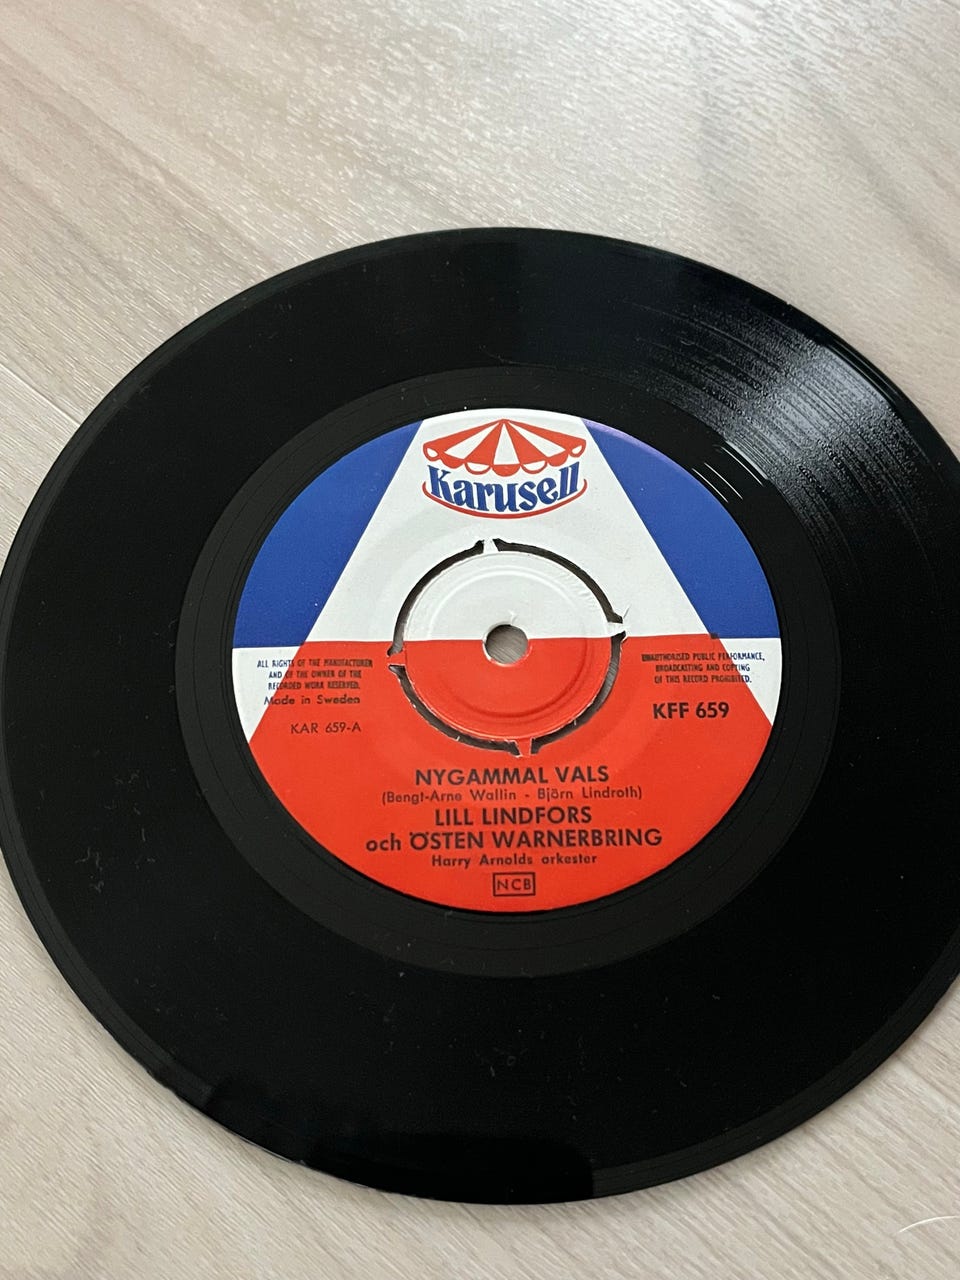 Karusell
ALL RIGHTS OF THE MANUFACTURER
AND OF THE OWNER OF THE
RECORDED WORK RESERVED.
Made in Sweden
KAR 659-A
UNAUTHORISED PUBLIC PERFORMANCE,
BROADCASTING AND COPYING
OF THIS RECORD PROHIBITED.
KFF 659
NYGAMMAL VALS
(Bengt-Arne Wallin - Björn Lindroth)
LILL LINDFORS
och ÖSTEN WARNERBRING
Harry Arnolds orkester
NCB